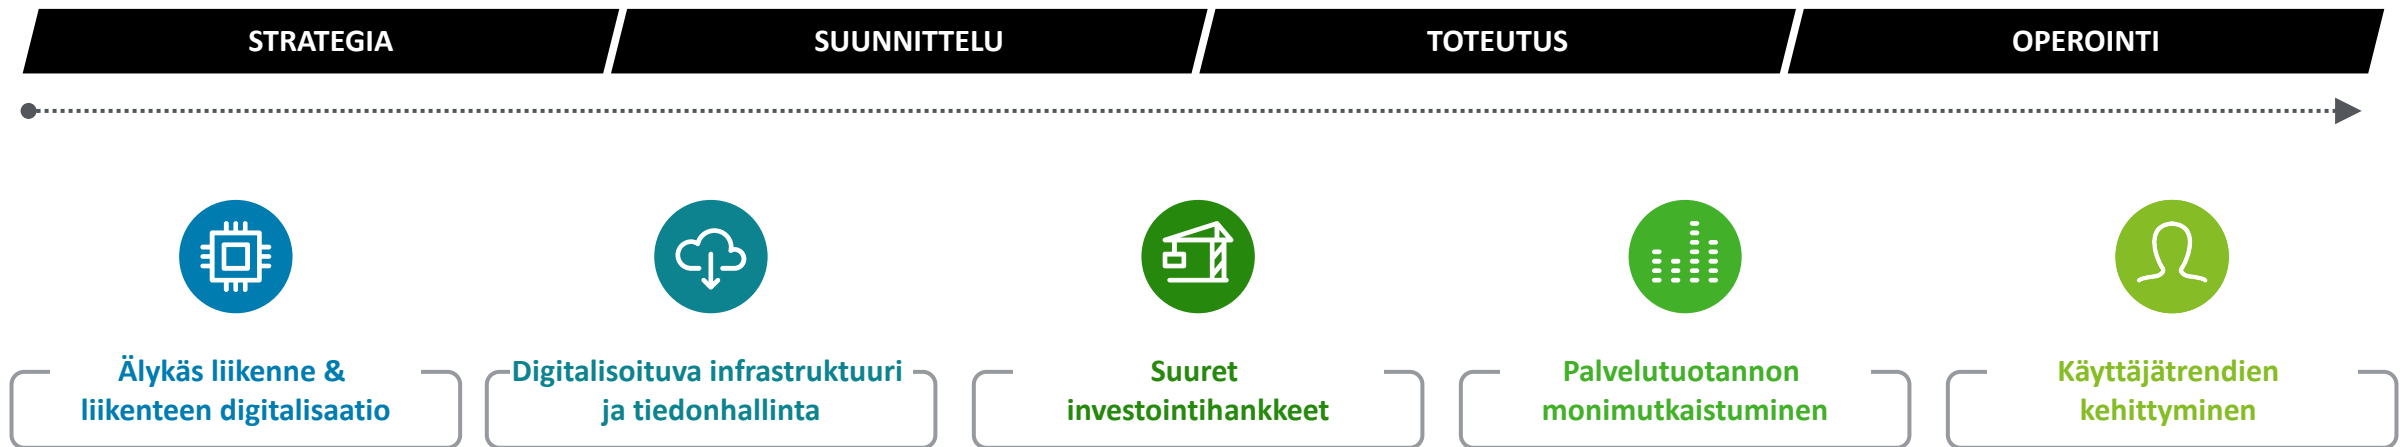 STRATEGIA
SUUNNITTELU
TOTEUTUS
OPEROINTI
Älykäs liikenne &
liikenteen digitalisaatio
Digitalisoituva infrastruktuuri
ja tiedonhallinta
Suuret
investointihankkeet
Palvelutuotannon
monimutkaistuminen
Käyttäjätrendien
kehittyminen